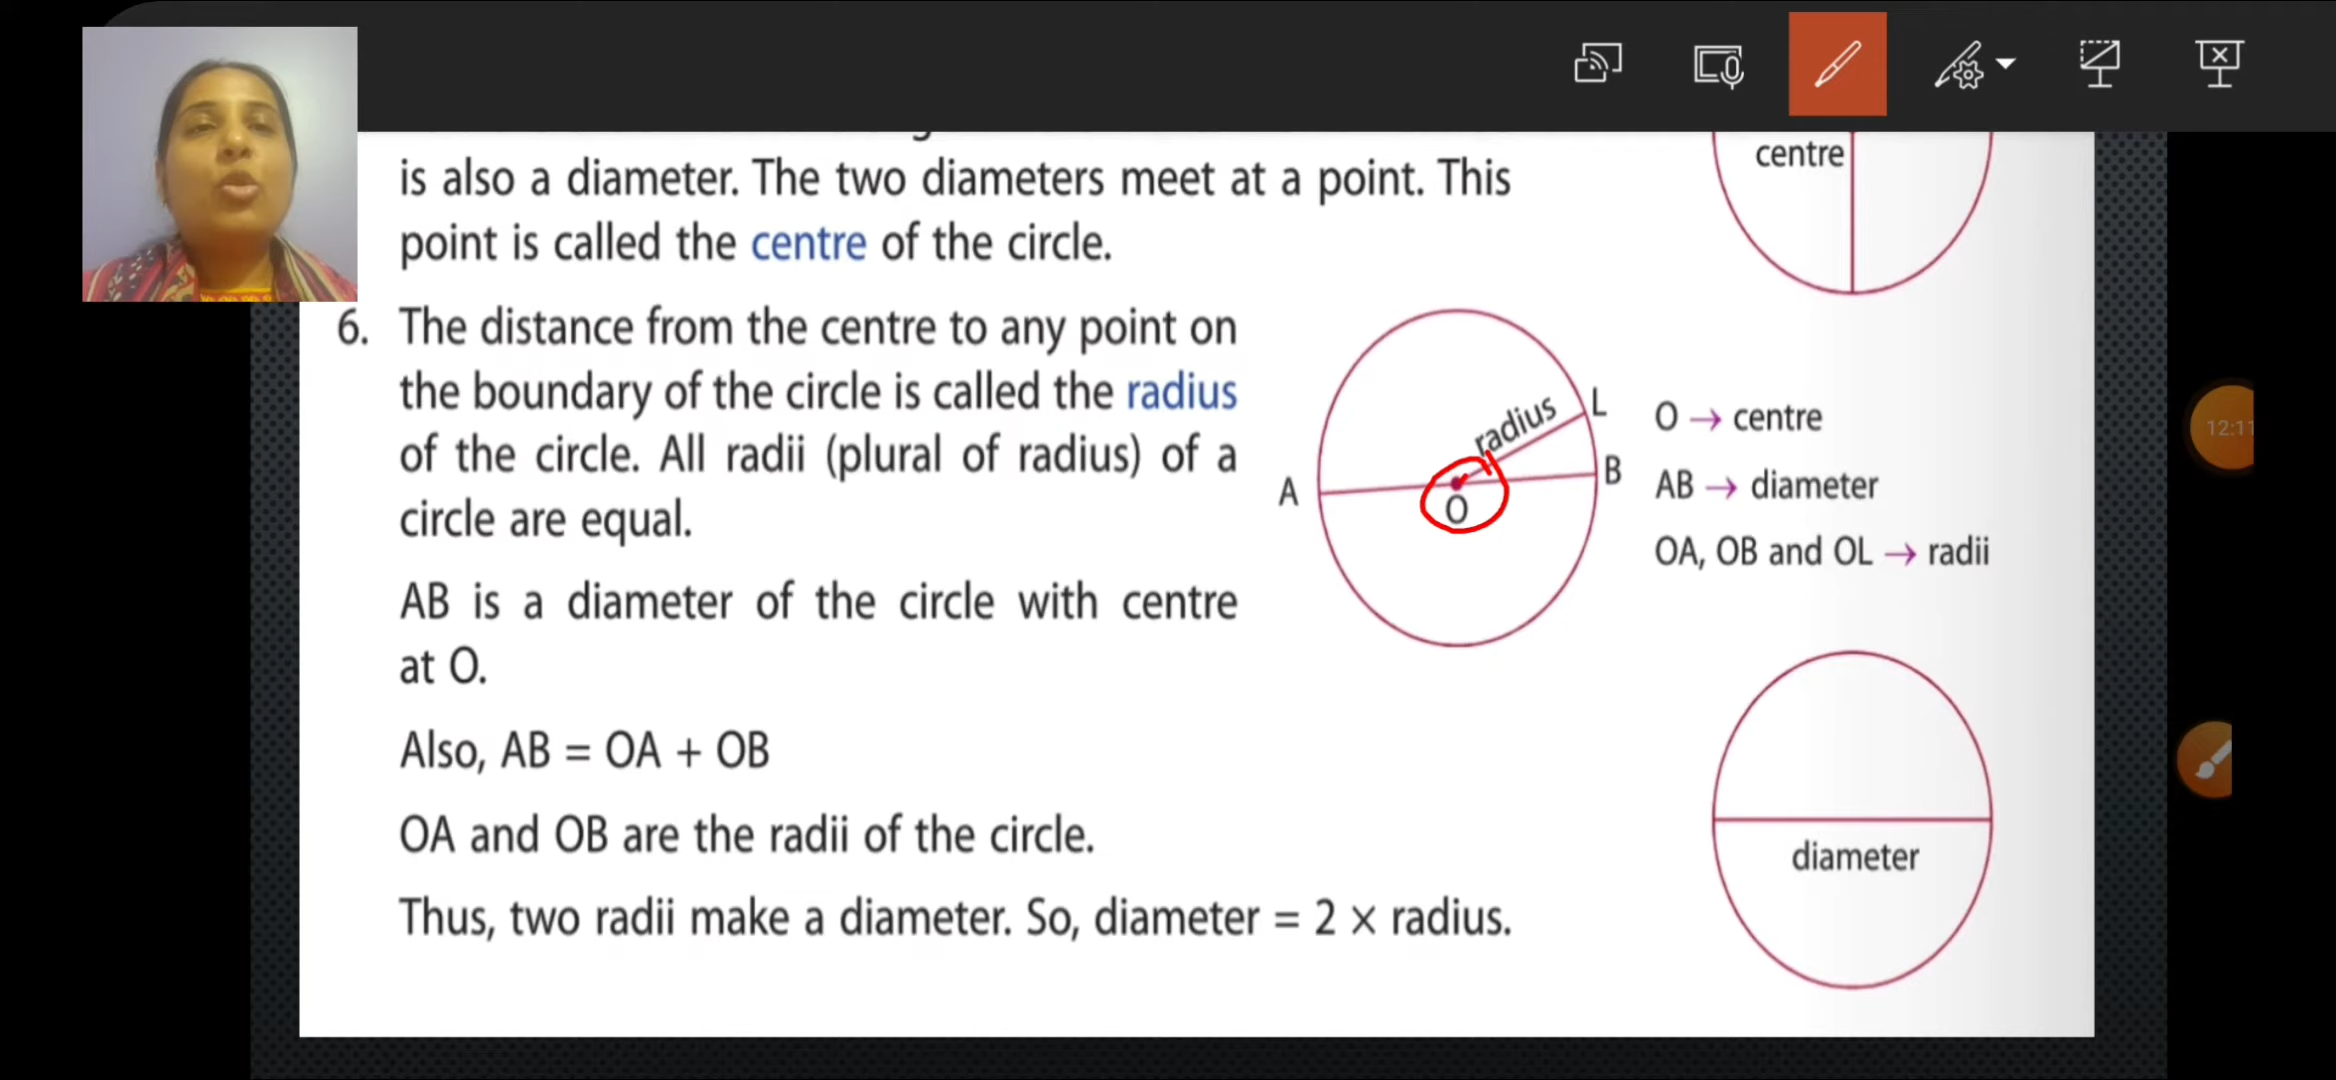 centre
is also a diameter. The two diameters meet at a point. This
point is called the centre of the circle.
6. The distance from the centre to any point on
the boundary of the circle is called the radius
of the circle. All radii (plural of radius) of a
circle are equal.
radius
L
A
B
O
O → centre
AB → diameter
OA, OB and OL → radii
12:11
AB is a diameter of the circle with centre
at O.
Also, AB = OA + OB
OA and OB are the radii of the circle.
Thus, two radii make a diameter. So, diameter = 2 × radius.
diameter